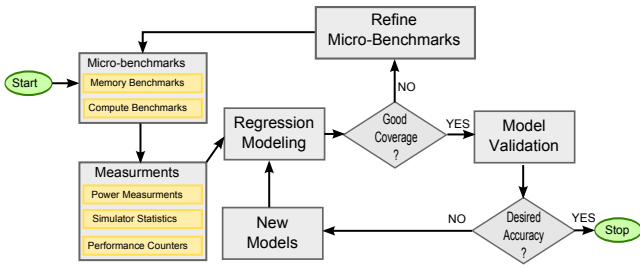 Refine
Micro-Benchmarks
Start
Micro-benchmarks
Memory Benchmarks
Compute Benchmarks
NO
Regression
Modeling
Good
Coverage
?
YES
Model
Validation
Measurments
Power Measurments
Simulator Statistics
Performance Counters
New
Models
NO
Desired
Accuracy
?
YES
Stop